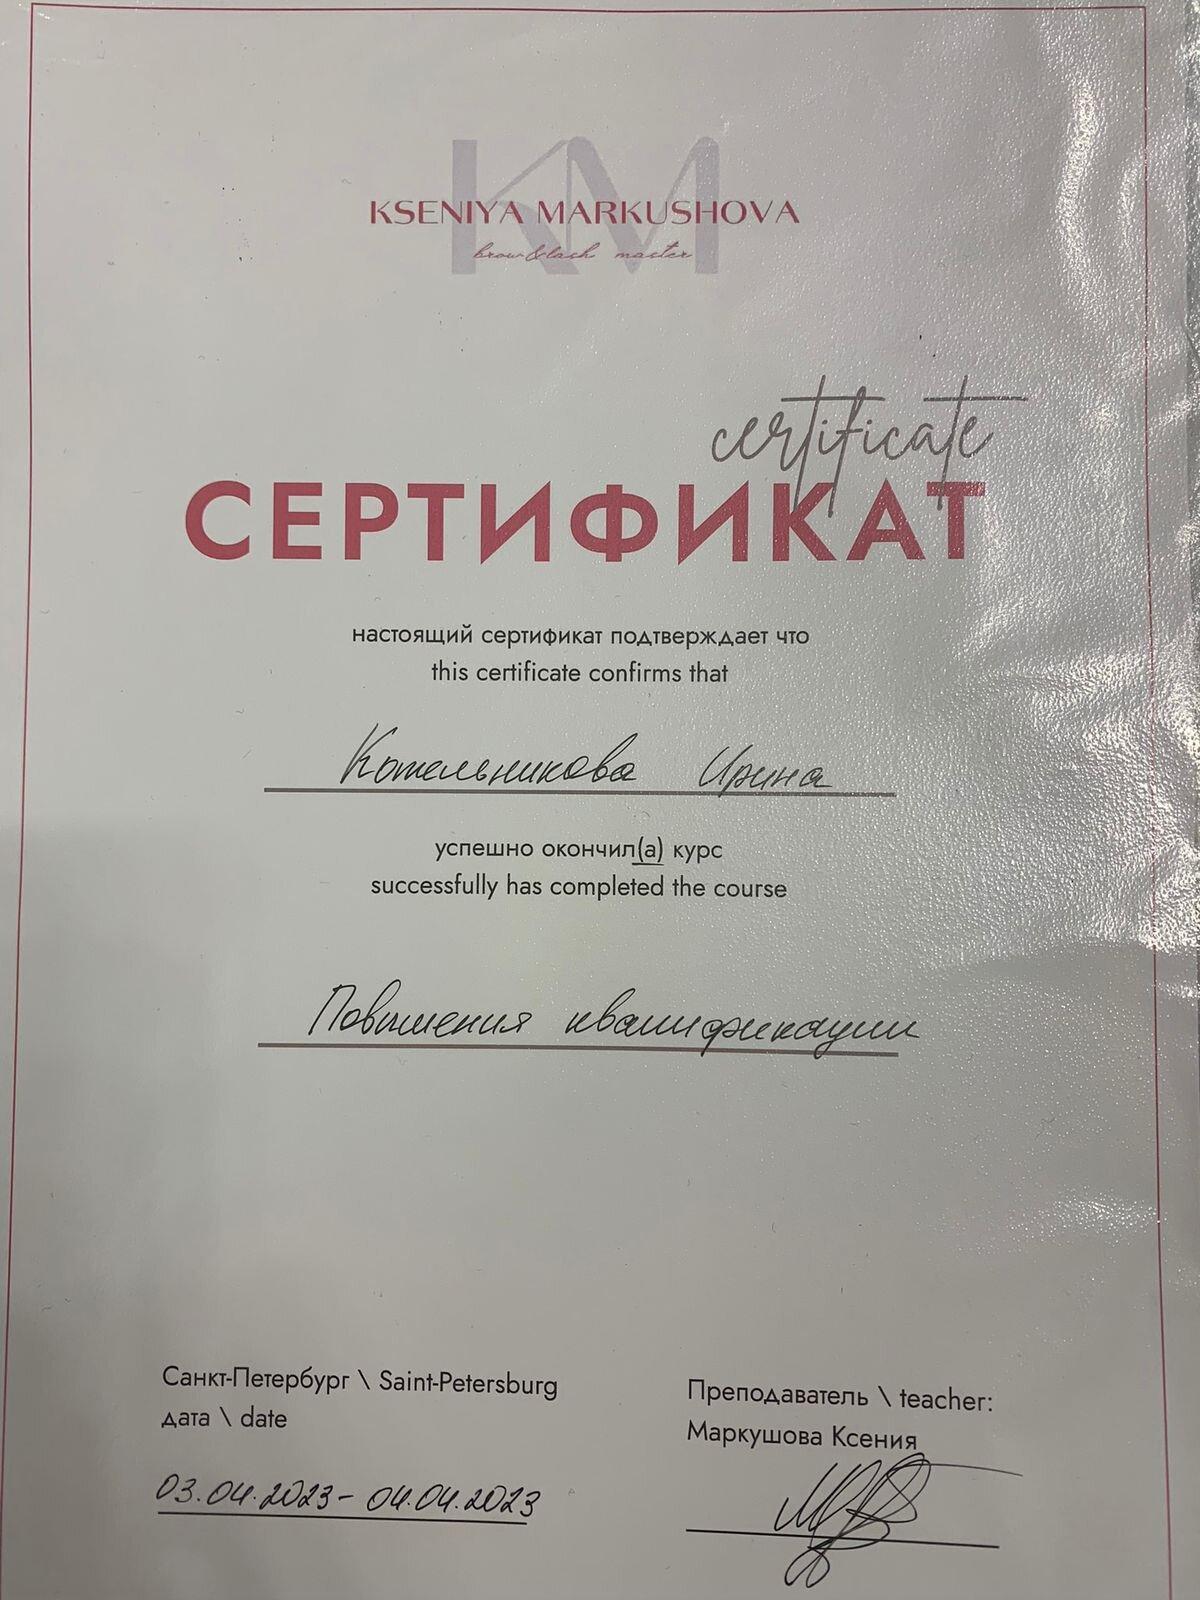 KM
KSENIYA MARKUSHOVA
brow&lash master
certificate
СЕРТИФИКАТ
настоящий сертификат подтверждает что
this certificate confirms that
Котельникова Ирина
успешно окончил(а) курс
successfully has completed the course
Повышения квалификации
Санкт-Петербург \ Saint-Petersburg
дата \ date
03.04.2023 - 04.04.2023
Преподаватель \ teacher:
Маркушова Ксения